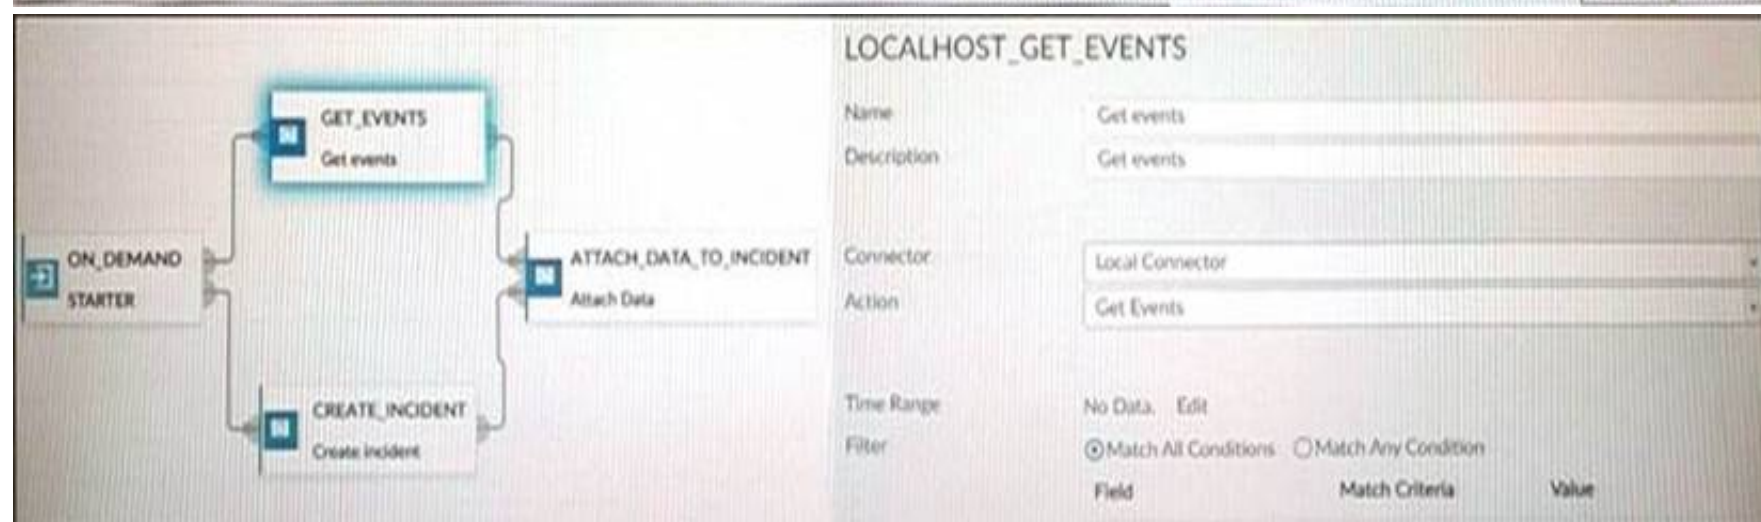 GET_EVENTS
Get events
ON_DEMAND
STARTER
ATTACH_DATA_TO_INCIDENT
Attach Data
CREATE_INCIDENT
Create incident
LOCALHOST_GET_EVENTS
Name Get events
Description Get events
Connector Local Connector
Action Get Events
Time Range No Data. Edit
Filter Match All Conditions Match Any Condition
Field Match Criteria Value